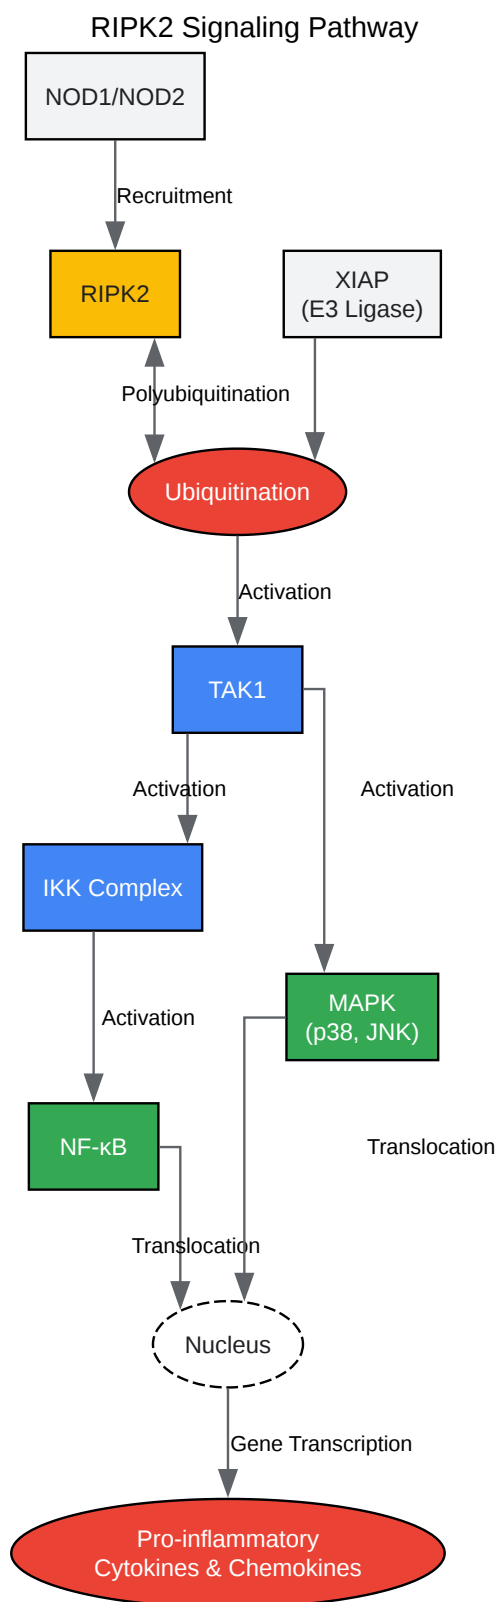 RIPK2 Signaling Pathway
NOD1/NOD2
Recruitment
RIPK2
XIAP
(E3 Ligase)
Polyubiquitination
Ubiquitination
Activation
TAK1
Activation
Activation
IKK Complex
MAPK
(p38, JNK)
Activation
NF-κB
Translocation
Translocation
Nucleus
Gene Transcription
Pro-inflammatory
Cytokines & Chemokines